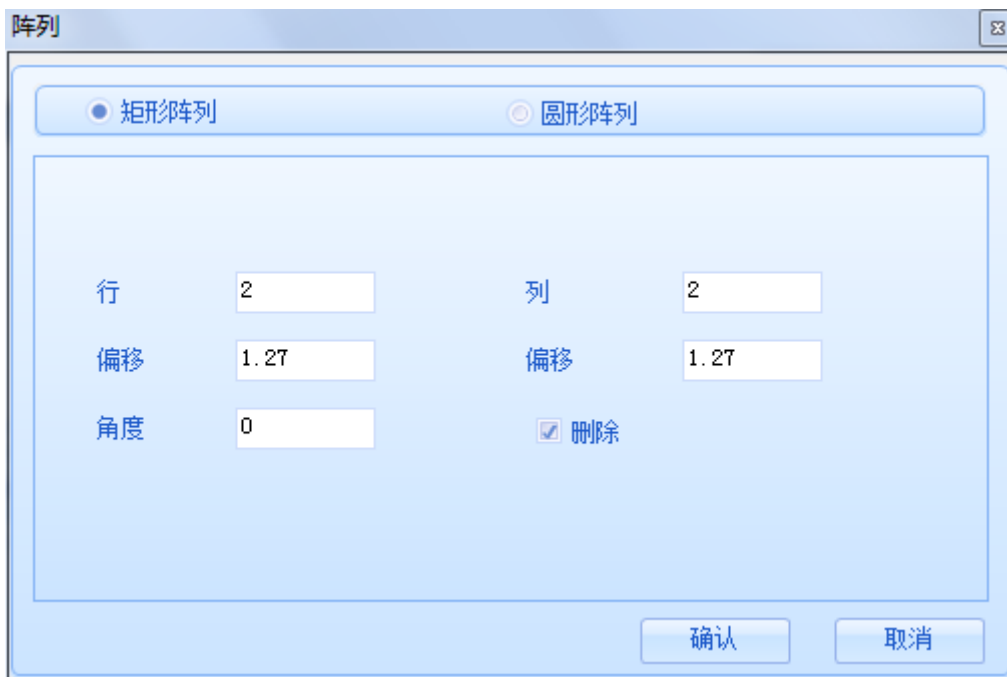 阵列
矩形阵列 圆形阵列
行 2 列 2
偏移 1.27 偏移 1.27
角度 0 删除
确认 取消